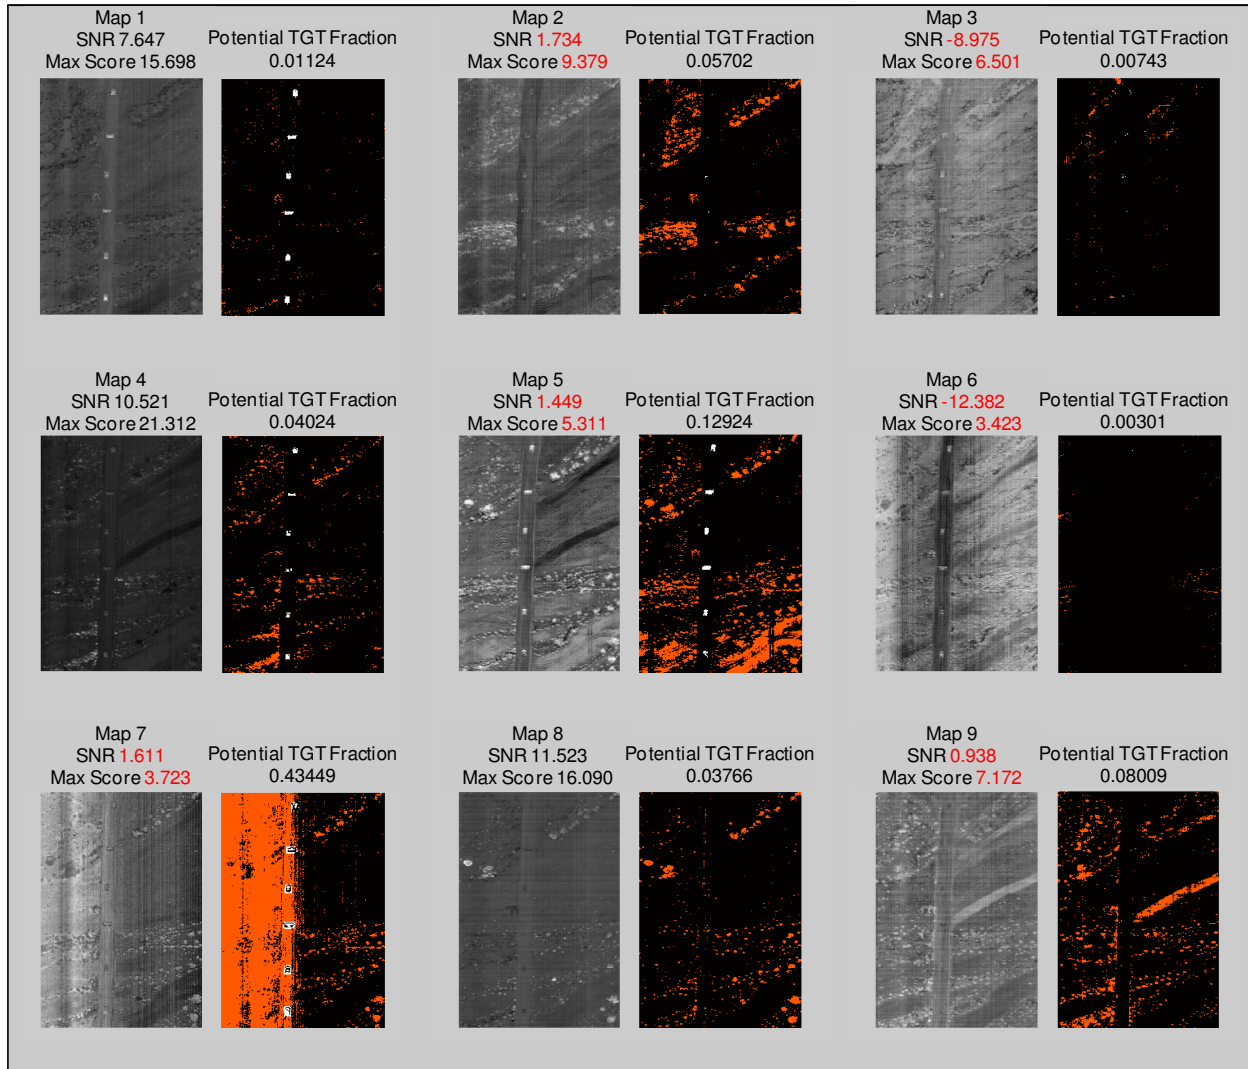 Map 1
SNR 7.647
Max Score 15.698
Potential TGT Fraction
0.01124
Map 2
SNR 1.734
Max Score 9.379
Potential TGT Fraction
0.05702
Map 3
SNR -8.975
Max Score 6.501
Potential TGT Fraction
0.00743
Map 4
SNR 10.521
Max Score 21.312
Potential TGT Fraction
0.04024
Map 5
SNR 1.449
Max Score 5.311
Potential TGT Fraction
0.12924
Map 6
SNR -12.382
Max Score 3.423
Potential TGT Fraction
0.00301
Map 7
SNR 1.611
Max Score 3.723
Potential TGT Fraction
0.43449
Map 8
SNR 11.523
Max Score 16.090
Potential TGT Fraction
0.03766
Map 9
SNR 0.938
Max Score 7.172
Potential TGT Fraction
0.08009